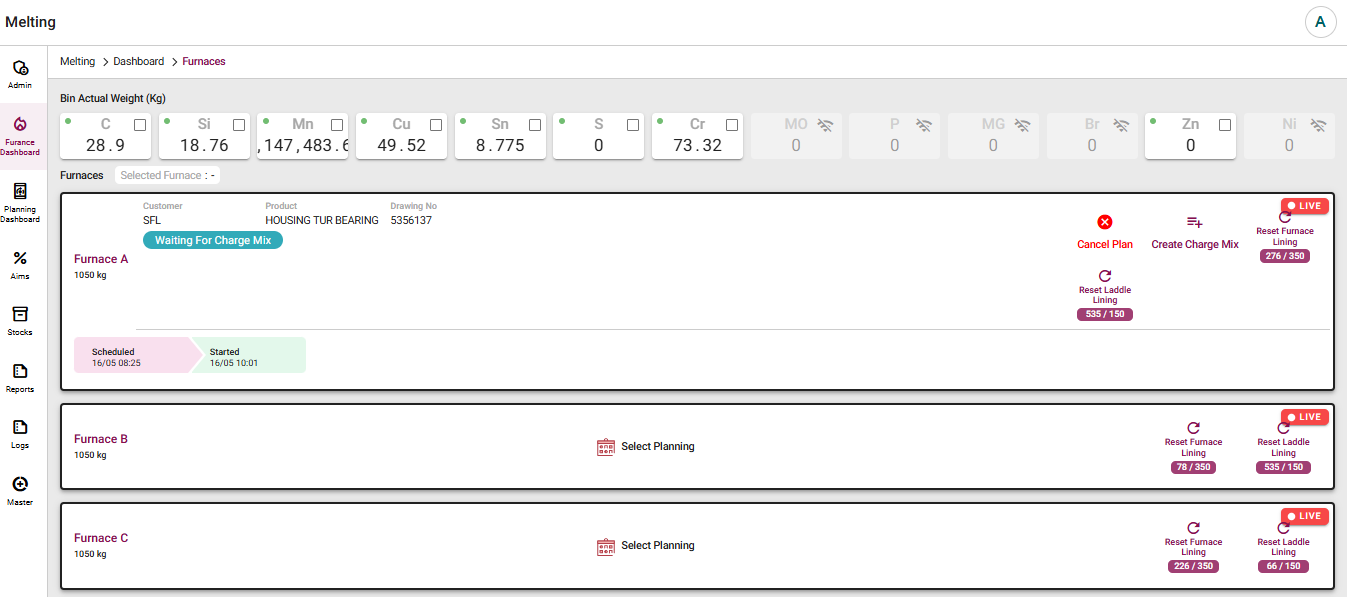 Melting
A
Melting > Dashboard > Furnaces
Admin
Furance
Dashboard
Planning
Dashboard
Aims
Stocks
Reports
Logs
Master
Bin Actual Weight (Kg)
C
28.9
Si
18.76
Mn
,147,483.6
Cu
49.52
Sn
8.775
S
0
Cr
73.32
MO
0
P
0
MG
0
Br
0
Zn
0
Ni
0
Furnaces
Selected Furnace : -
LIVE
Furnace A
1050 kg
Customer
SFL
Product
HOUSING TUR BEARING
Drawing No
5356137
Waiting For Charge Mix
Cancel Plan
Create Charge Mix
Reset Furnace
Lining
276 / 350
Reset Laddle
Lining
535 / 150
Scheduled
16/05 08:25
Started
16/05 10:01
LIVE
Furnace B
1050 kg
Select Planning
Reset Furnace
Lining
78 / 350
Reset Laddle
Lining
535 / 150
LIVE
Furnace C
1050 kg
Select Planning
Reset Furnace
Lining
226 / 350
Reset Laddle
Lining
66 / 150